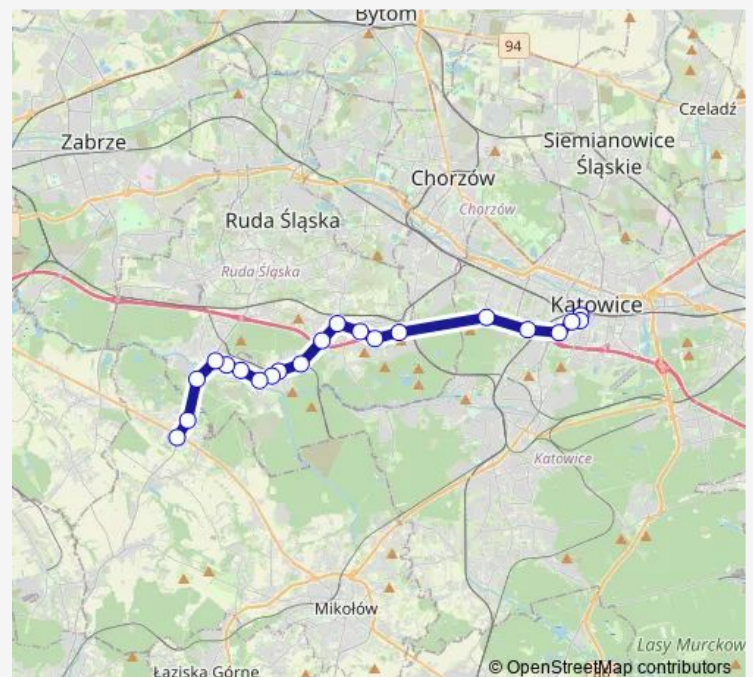 Bytom
94
Czeladź
Zabrze
Siemianowice
Śląskie
Chorzów
Chorzów
Ruda Śląska
Ruda Śląska
Katowice
Katowice
Mikołów
Lasy Murckow
Łaziska Górne
© OpenStreetMap contributors